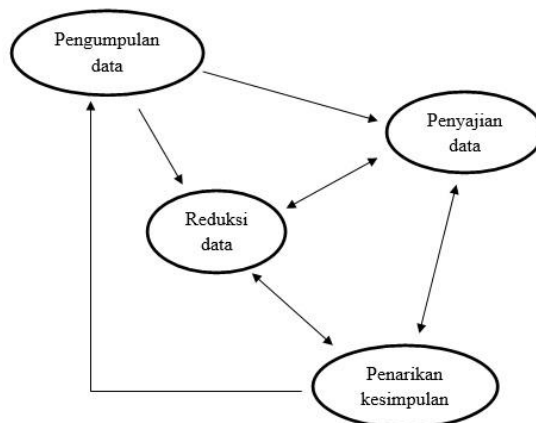 Pengumpulan
data
Penyajian
data
Reduksi
data
Penarikan
kesimpulan